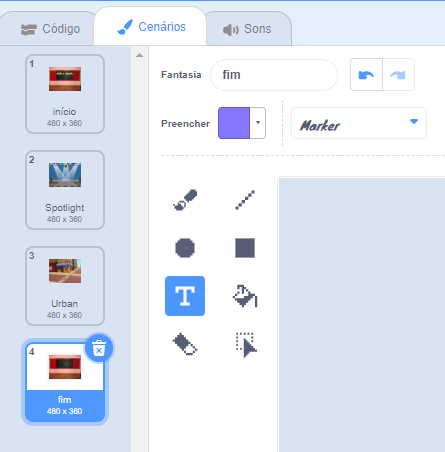 Código
Cenários
Sons
1
início
480 x 360
2
Spotlight
480 x 360
3
Urban
480 x 360
4
fim
480 x 360
Fantasia
fim
Preencher
Marker
T